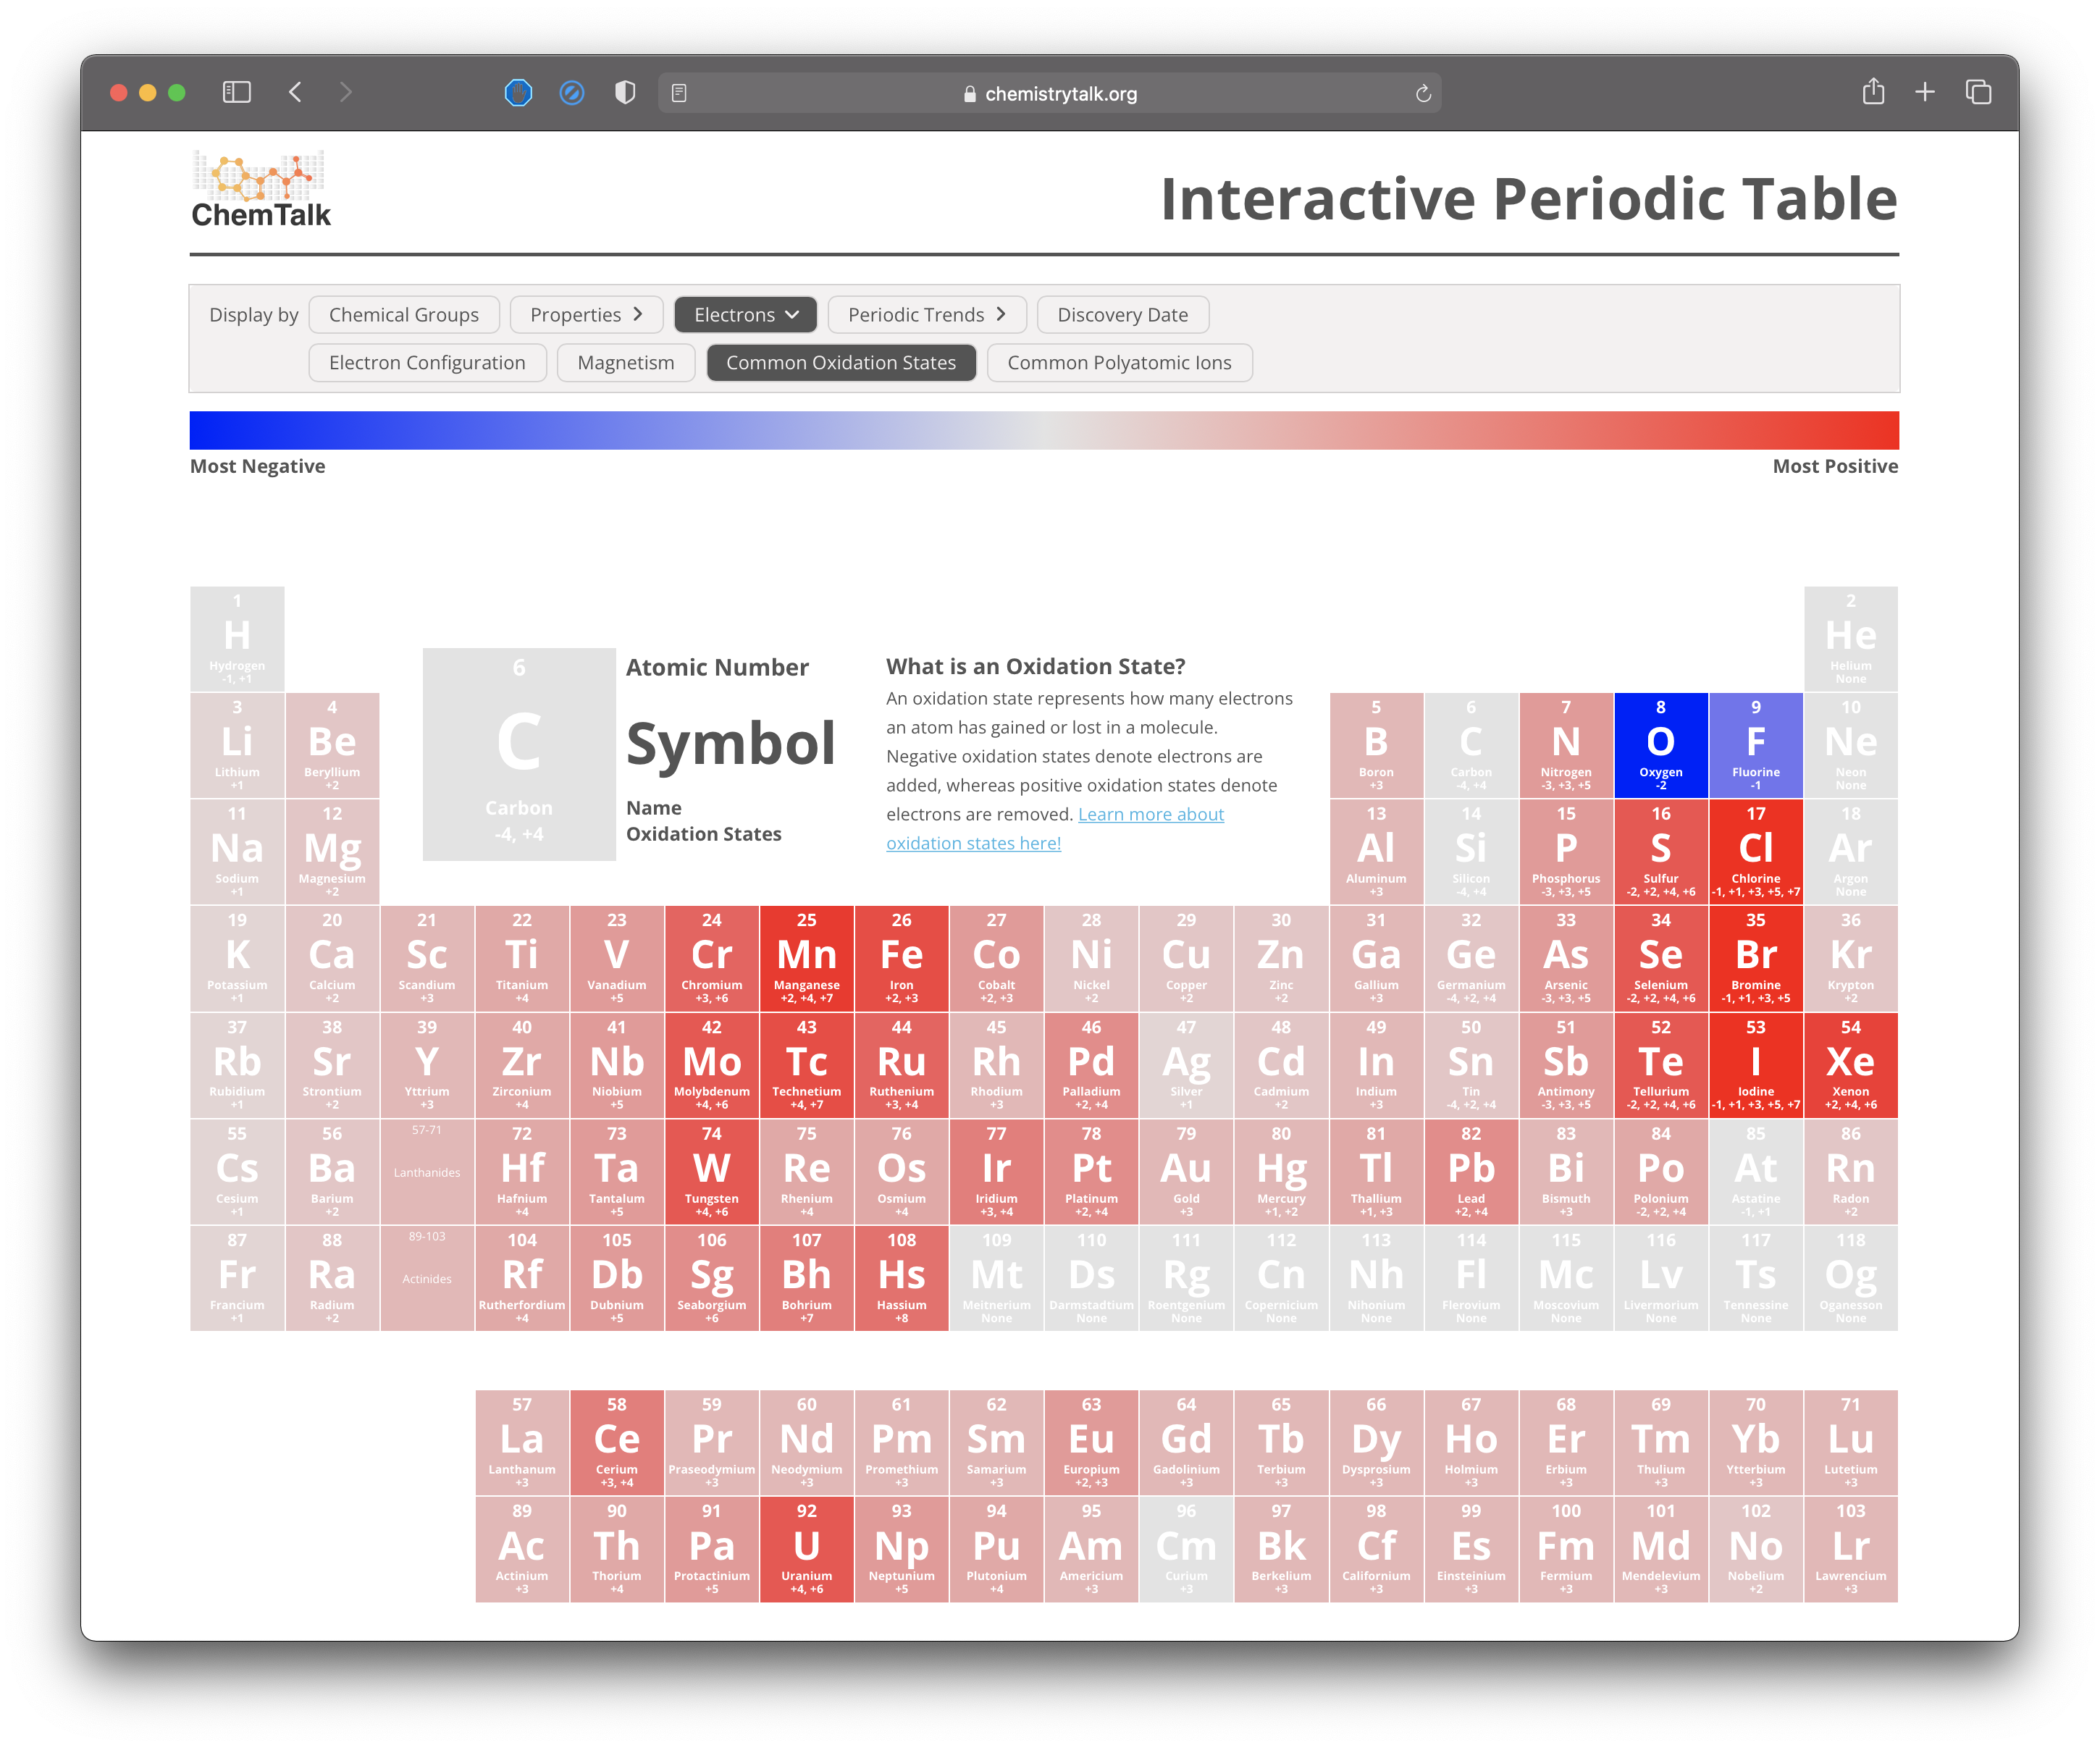 chemistrytalk.org
ChemTalk
Interactive Periodic Table
Display by Chemical Groups Properties Electrons Periodic Trends Discovery Date
Electron Configuration Magnetism Common Oxidation States Common Polyatomic Ions
Most Negative Most Positive
1 2
H He
Hydrogen Helium
-1, +1 None
6 Atomic Number
C Symbol
Carbon Name
-4, +4 Oxidation States
What is an Oxidation State?
An oxidation state represents how many electrons
an atom has gained or lost in a molecule.
Negative oxidation states denote electrons are
added, whereas positive oxidation states denote
electrons are removed. Learn more about
oxidation states here!
3 4 5 6 7 8 9 10
Li Be B C N O F Ne
Lithium Beryllium Boron Carbon Nitrogen Oxygen Fluorine Neon
+1 +2 +3 -4, +4 -3, +3, +5 -2 -1 None
11 12 13 14 15 16 17 18
Na Mg Al Si P S Cl Ar
Sodium Magnesium Aluminum Silicon Phosphorus Sulfur Chlorine Argon
+1 +2 +3 -4, +4 -3, +3, +5 -2, +2, +4, +6 -1, +1, +3, +5, +7 None
19 20 21 22 23 24 25 26 27 28 29 30 31 32 33 34 35 36
K Ca Sc Ti V Cr Mn Fe Co Ni Cu Zn Ga Ge As Se Br Kr
Potassium Calcium Scandium Titanium Vanadium Chromium Manganese Iron Cobalt Nickel Copper Zinc Gallium Germanium Arsenic Selenium Bromine Krypton
+1 +2 +3 +4 +5 +3, +6 +2, +4, +7 +2, +3 +2, +3 +2 +2 +2 +3 -4, +2, +4 -3, +3, +5 -2, +2, +4, +6 -1, +1, +3, +5 +2
37 38 39 40 41 42 43 44 45 46 47 48 49 50 51 52 53 54
Rb Sr Y Zr Nb Mo Tc Ru Rh Pd Ag Cd In Sn Sb Te I Xe
Rubidium Strontium Yttrium Zirconium Niobium Molybdenum Technetium Ruthenium Rhodium Palladium Silver Cadmium Indium Tin Antimony Tellurium Iodine Xenon
+1 +2 +3 +4 +5 +4, +6 +4, +7 +3, +4 +3 +2, +4 +1 +2 +3 -4, +2, +4 -3, +3, +5 -2, +2, +4, +6 -1, +1, +3, +5, +7 +2, +4, +6
55 56 57-71 72 73 74 75 76 77 78 79 80 81 82 83 84 85 86
Cs Ba Lanthanides Hf Ta W Re Os Ir Pt Au Hg Tl Pb Bi Po At Rn
Cesium Barium Hafnium Tantalum Tungsten Rhenium Osmium Iridium Platinum Gold Mercury Thallium Lead Bismuth Polonium Astatine Radon
+1 +2 +4 +5 +4, +6 +4 +4 +3, +4 +2, +4 +3 +1, +2 +1, +3 +2, +4 +3 -2, +2, +4 -1, +1 +2
87 88 89-103 104 105 106 107 108 109 110 111 112 113 114 115 116 117 118
Fr Ra Actinides Rf Db Sg Bh Hs Mt Ds Rg Cn Nh Fl Mc Lv Ts Og
Francium Radium Rutherfordium Dubnium Seaborgium Bohrium Hassium Meitnerium Darmstadtium Roentgenium Copernicium Nihonium Flerovium Moscovium Livermorium Tennessine Oganesson
+1 +2 +4 +5 +6 +7 +8 None None None None None None None None None None
57 58 59 60 61 62 63 64 65 66 67 68 69 70 71
La Ce Pr Nd Pm Sm Eu Gd Tb Dy Ho Er Tm Yb Lu
Lanthanum Cerium Praseodymium Neodymium Promethium Samarium Europium Gadolinium Terbium Dysprosium Holmium Erbium Thulium Ytterbium Lutetium
+3 +3, +4 +3 +3 +3 +3 +2, +3 +3 +3 +3 +3 +3 +3 +3 +3
89 90 91 92 93 94 95 96 97 98 99 100 101 102 103
Ac Th Pa U Np Pu Am Cm Bk Cf Es Fm Md No Lr
Actinium Thorium Protactinium Uranium Neptunium Plutonium Americium Curium Berkelium Californium Einsteinium Fermium Mendelevium Nobelium Lawrencium
+3 +4 +5 +4, +6 +5 +4 +3 +3 +3 +3 +3 +3 +3 +2 +3